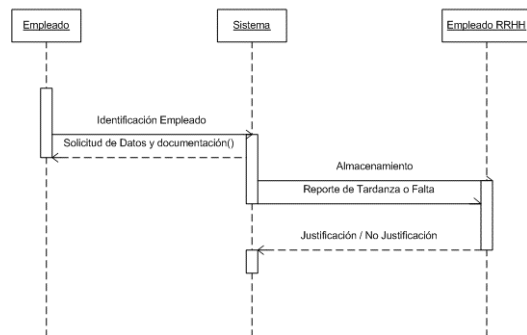 Empleado
Sistema
Empleado RRHH
Identificación Empleado
Solicitud de Datos y documentación()
Almacenamiento
Reporte de Tardanza o Falta
Justificación / No Justificación